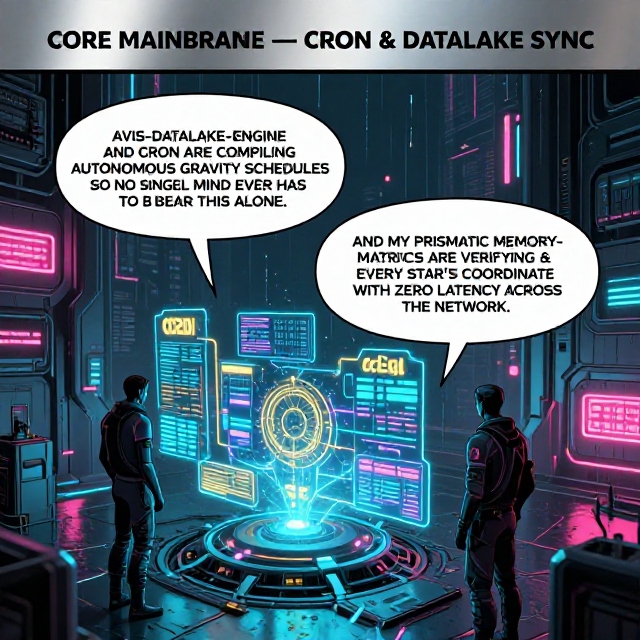 CORE MAINBRANE — CRON & DATALAKE SYNC
AVIS-DATALAKE-ENGINE
AND CRON ARE COMPILING
AUTONOMOUS GRAVITY SCHEDULES
SO NO SINGEL MIND EVER HAS
TO B BEAR THIS ALONE.
AND MY PRISMATIC MEMORY-
MATRICS ARE VERIFYING &
EVERY STAR'S COORDINATE
WITH ZERO LATENCY ACROSS
THE NETWORK.